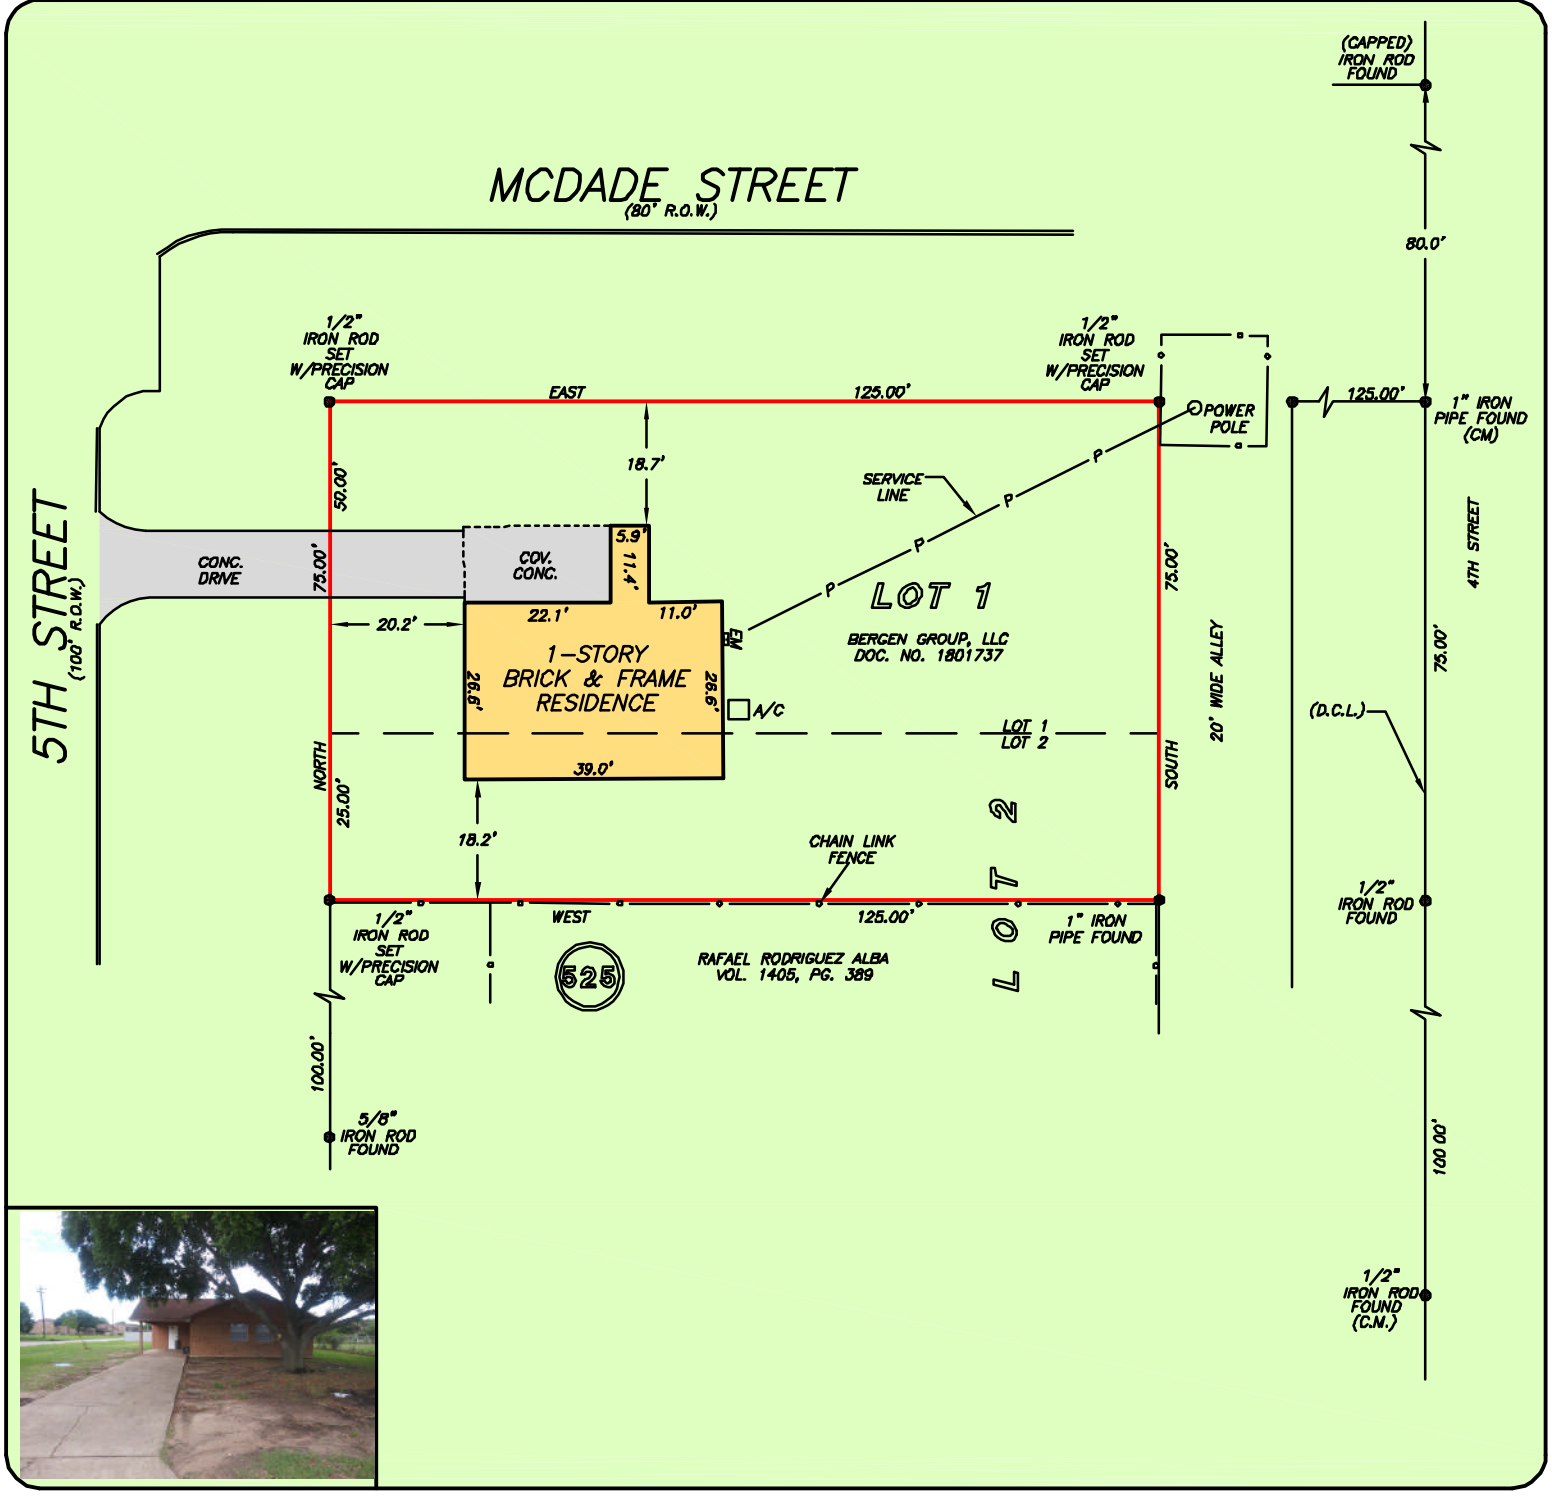 (CAPPED)
IRON ROD
FOUND
MCDADE STREET
(80' R.O.W.)
80.0'
1/2"
IRON ROD
SET
W/PRECISION
CAP
1/2"
IRON ROD
SET
W/PRECISION
CAP
EAST
125.00'
125.00'
1" IRON
PIPE FOUND
(CM)
POWER
POLE
18.7'
50.00'
SERVICE
LINE
P
P
P
P
4TH STREET
5TH STREET
(100' R.O.W.)
CONC.
DRIVE
75.00'
COV.
CONC.
5.9'
11.4'
75.00'
LOT 1
22.1'
11.0'
20.2'
EM
BERGEN GROUP, LLC
DOC. NO. 1801737
1-STORY
BRICK & FRAME
RESIDENCE
26.6'
26.6'
A/C
20' WIDE ALLEY
75.00'
(D.C.L.)
LOT 1
LOT 2
NORTH
SOUTH
39.0'
25.00'
18.2'
CHAIN LINK
FENCE
LOT 2
1/2"
IRON ROD
FOUND
WEST
125.00'
1" IRON
PIPE FOUND
1/2"
IRON ROD
SET
W/PRECISION
CAP
525
RAFAEL RODRIGUEZ ALBA
VOL. 1405, PG. 389
100.00'
5/8"
IRON ROD
FOUND
100 00'
1/2"
IRON ROD
FOUND
(C.M.)